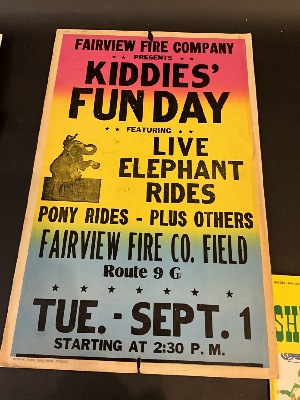 FAIRVIEW FIRE COMPANY
PRESENTS
KIDDIES'
FUN DAY
FEATURING
LIVE
ELEPHANT
RIDES
PONY RIDES - PLUS OTHERS
FAIRVIEW FIRE CO. FIELD
Route 9 G
TUE. - SEPT. 1
STARTING AT 2:30 P. M.
SH